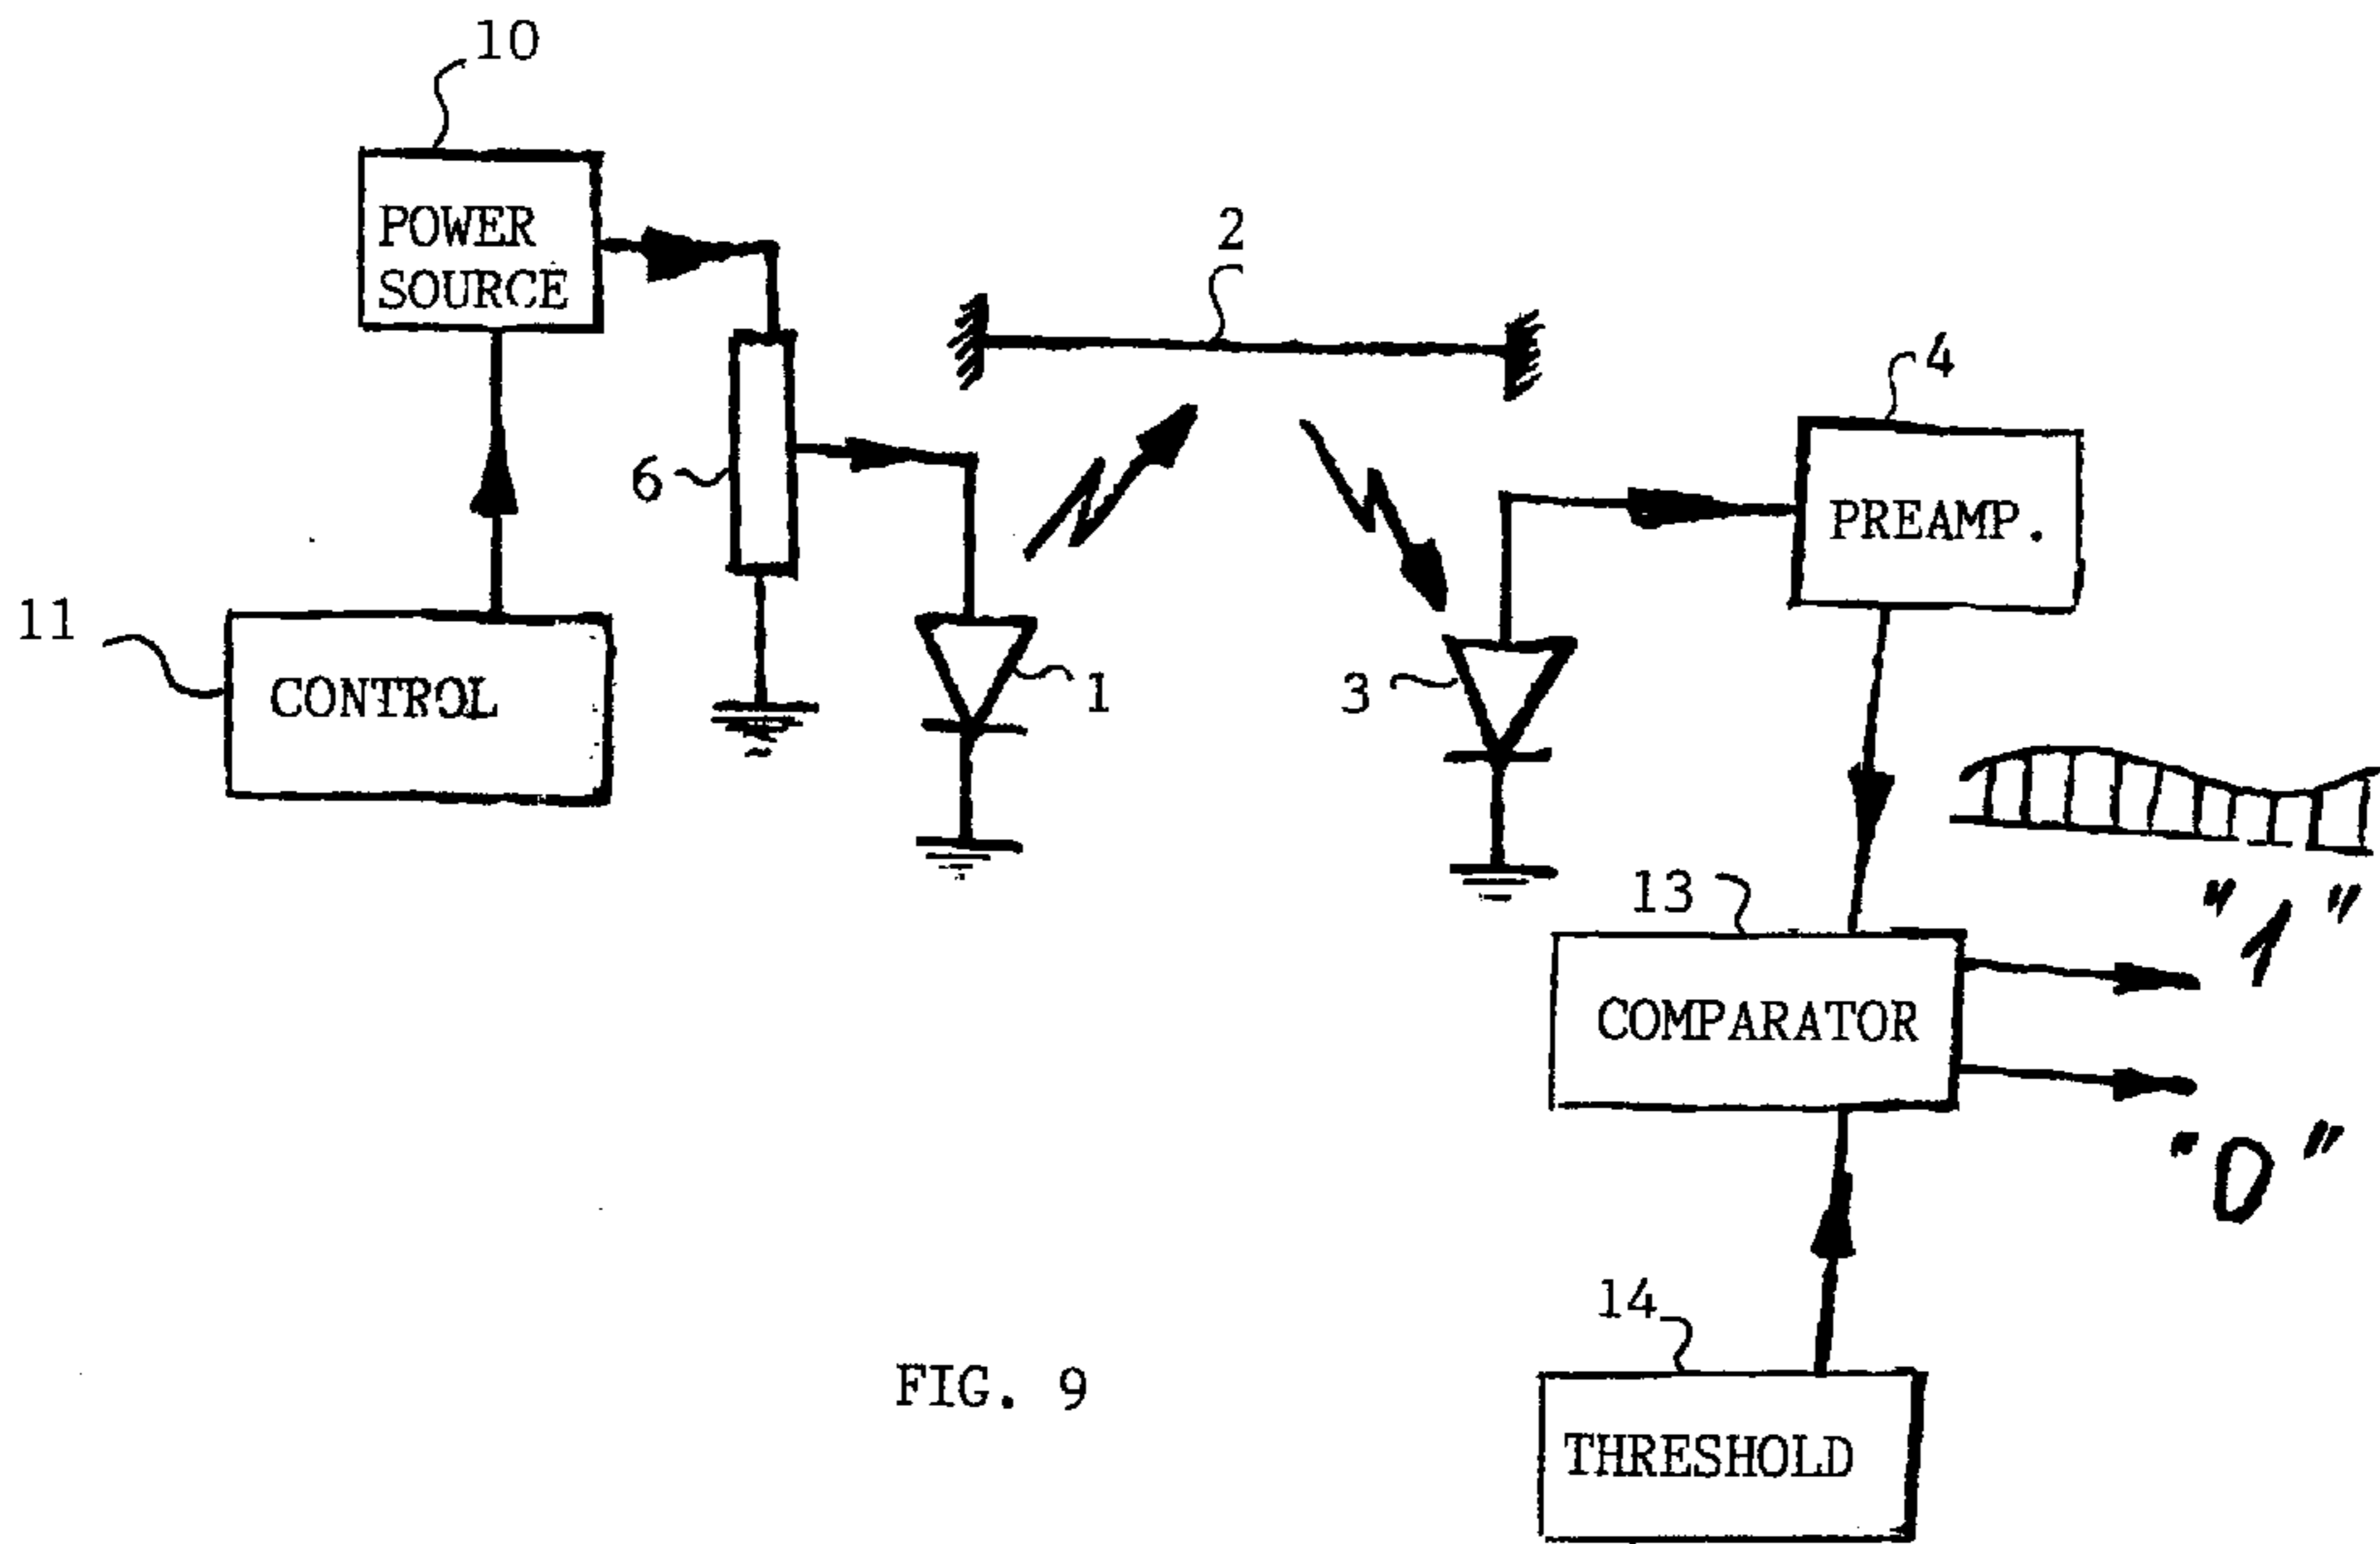 10
POWER
SOURCE
2
4
6
PREAMP.
11
CONTROL
1
3
13
"1"
COMPARATOR
"0"
14
FIG. 9
THRESHOLD